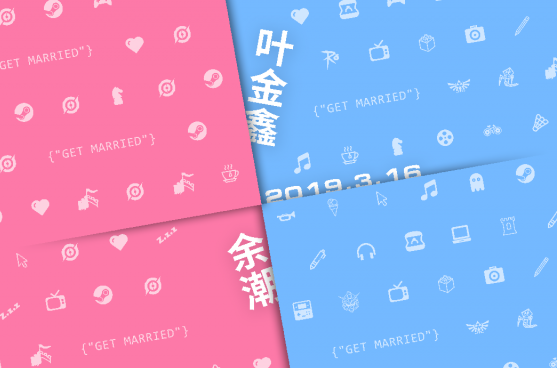 GET MARRIED"}
叶金鑫
{"GET MARRIED"}
{"GET MARRIED"}
2019.3.16
z.z.z
余潮
z.z.z
{"GET MARRIED"}
{"GET MARRIED"}